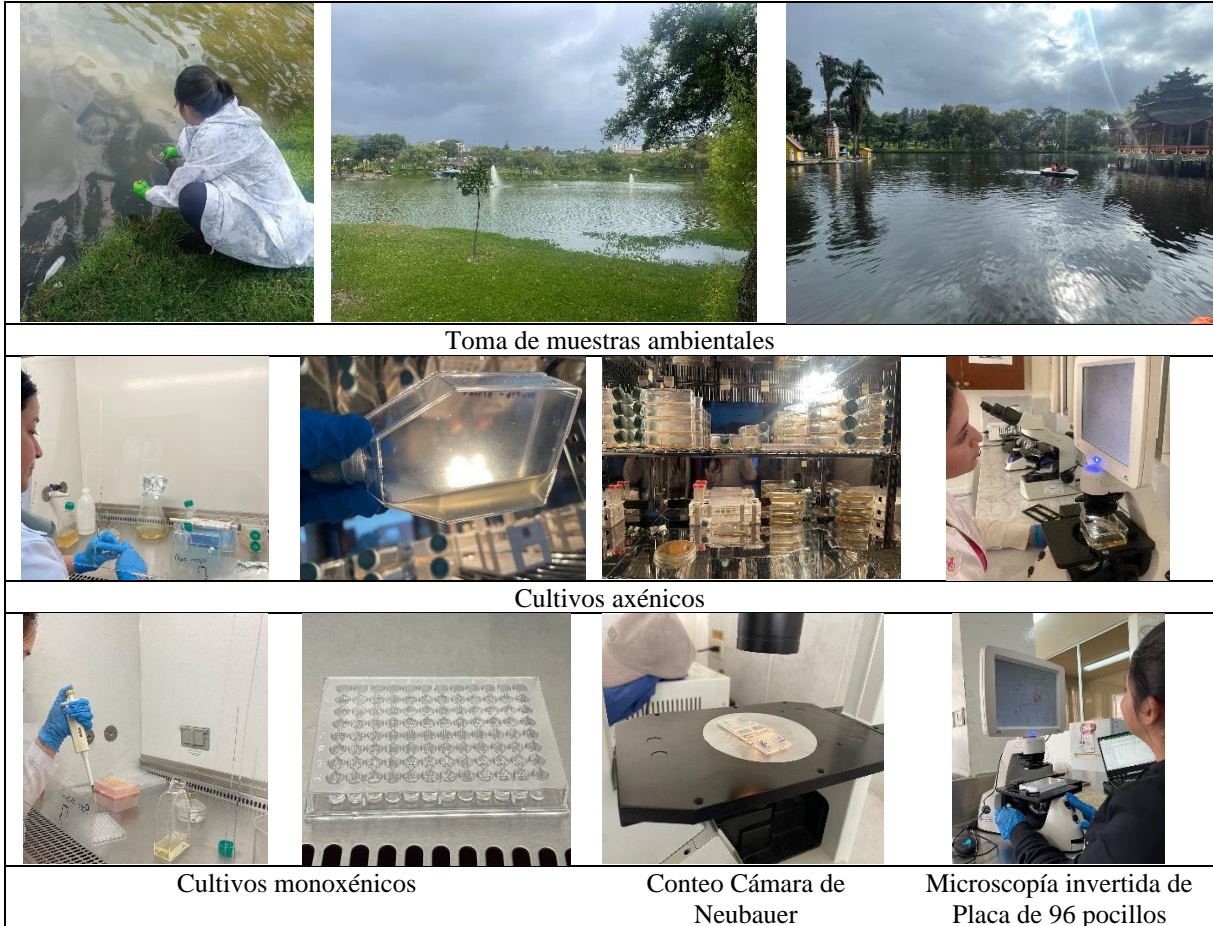 Toma de muestras ambientales
Cultivos axénicos
Cultivos monoxénicos
Conteo Cámara de
Neubauer
Microscopía invertida de
Placa de 96 pocillos